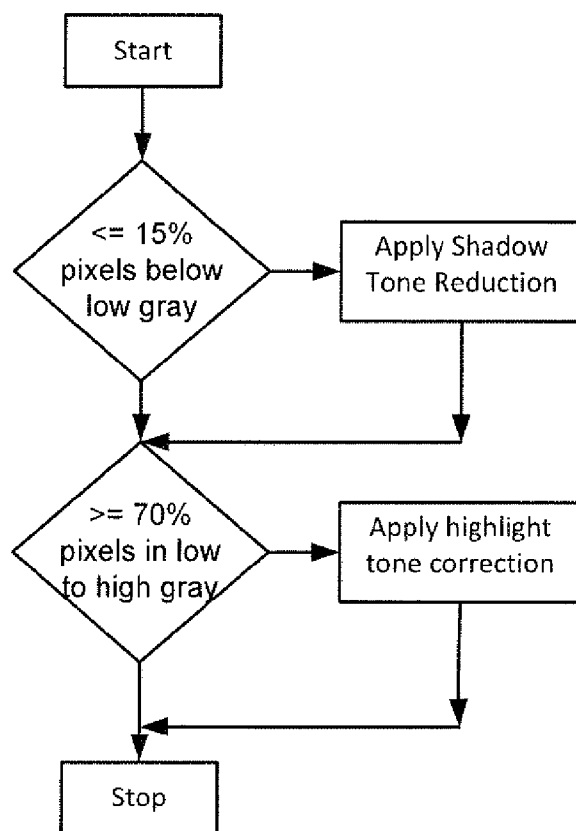 Start
<= 15%
pixels below
low gray
Apply Shadow
Tone Reduction
>= 70%
pixels in low
to high gray
Apply highlight
tone correction
Stop